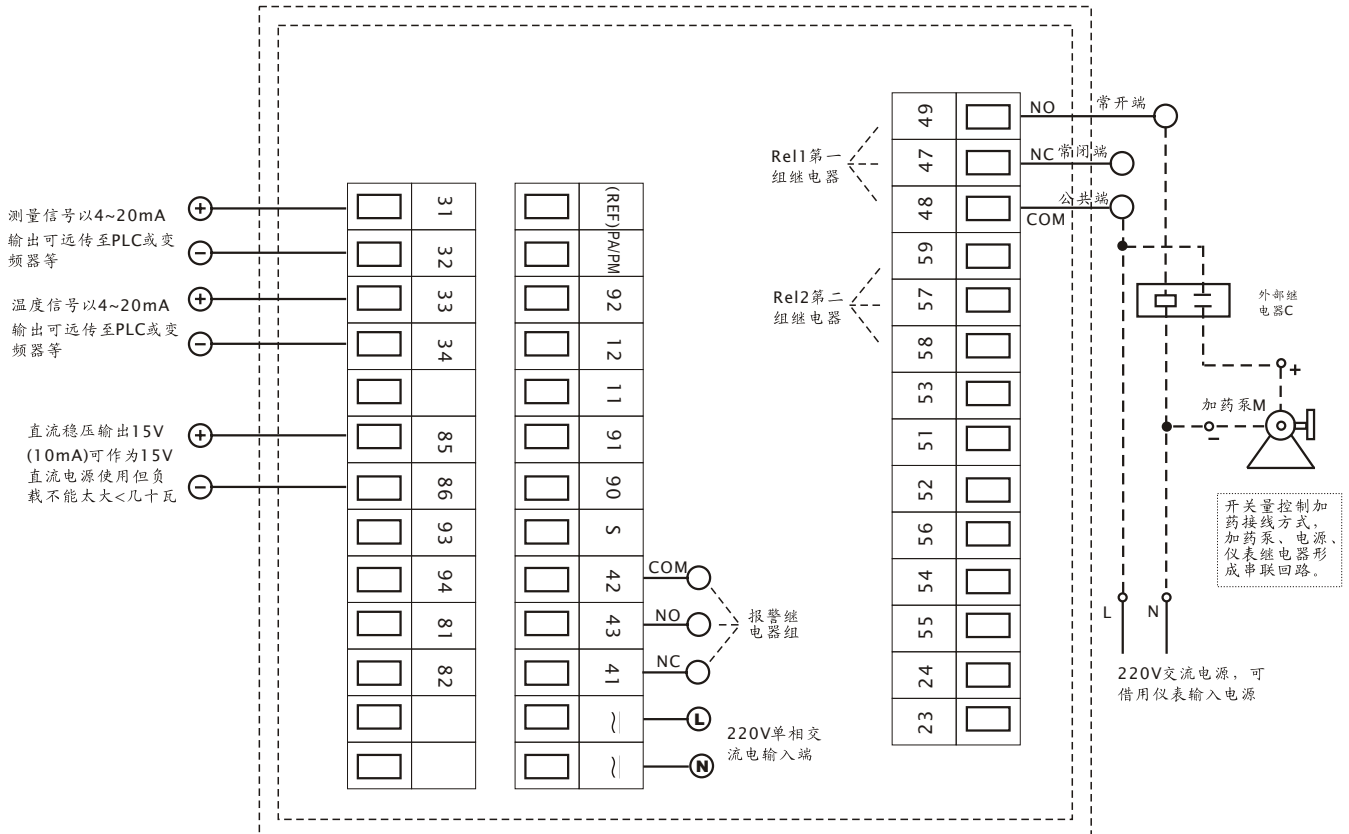 测量信号以4~20mA
输出可远传至PLC或变
频器等
温度信号以4~20mA
输出可远传至PLC或变
频器等
直流稳压输出15V
(10mA)可作为15V
直流电源使用但负
载不能太大<几十瓦
31
32
33
34
85
86
93
94
81
82
(REF)PA/PM
92
12
11
91
90
S
42
43
41
COM
NO
NC
报警继
电器组
L
N
220V单相交
流电输入端
Rel1第一
组继电器
Rel2第二
组继电器
49
47
48
59
57
58
53
51
52
56
54
55
24
23
NO
常开端
NC
常闭端
公共端
COM
外部继
电器C
+
加药泵M
−
开关量控制加
药接线方式,
加药泵、电源、
仪表继电器形
成串联回路。
L
N
220V交流电源,可
借用仪表输入电源